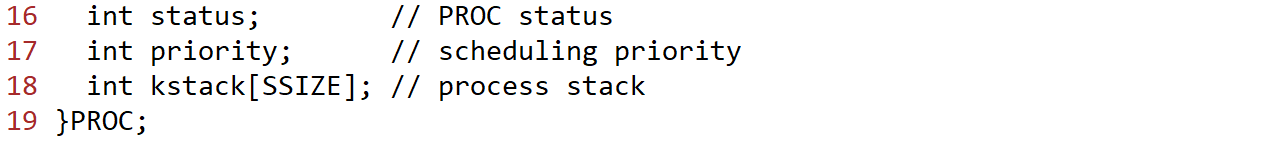 16   int status;        // PROC status
17   int priority;      // scheduling priority
18   int kstack[SSIZE]; // process stack
19 }PROC;